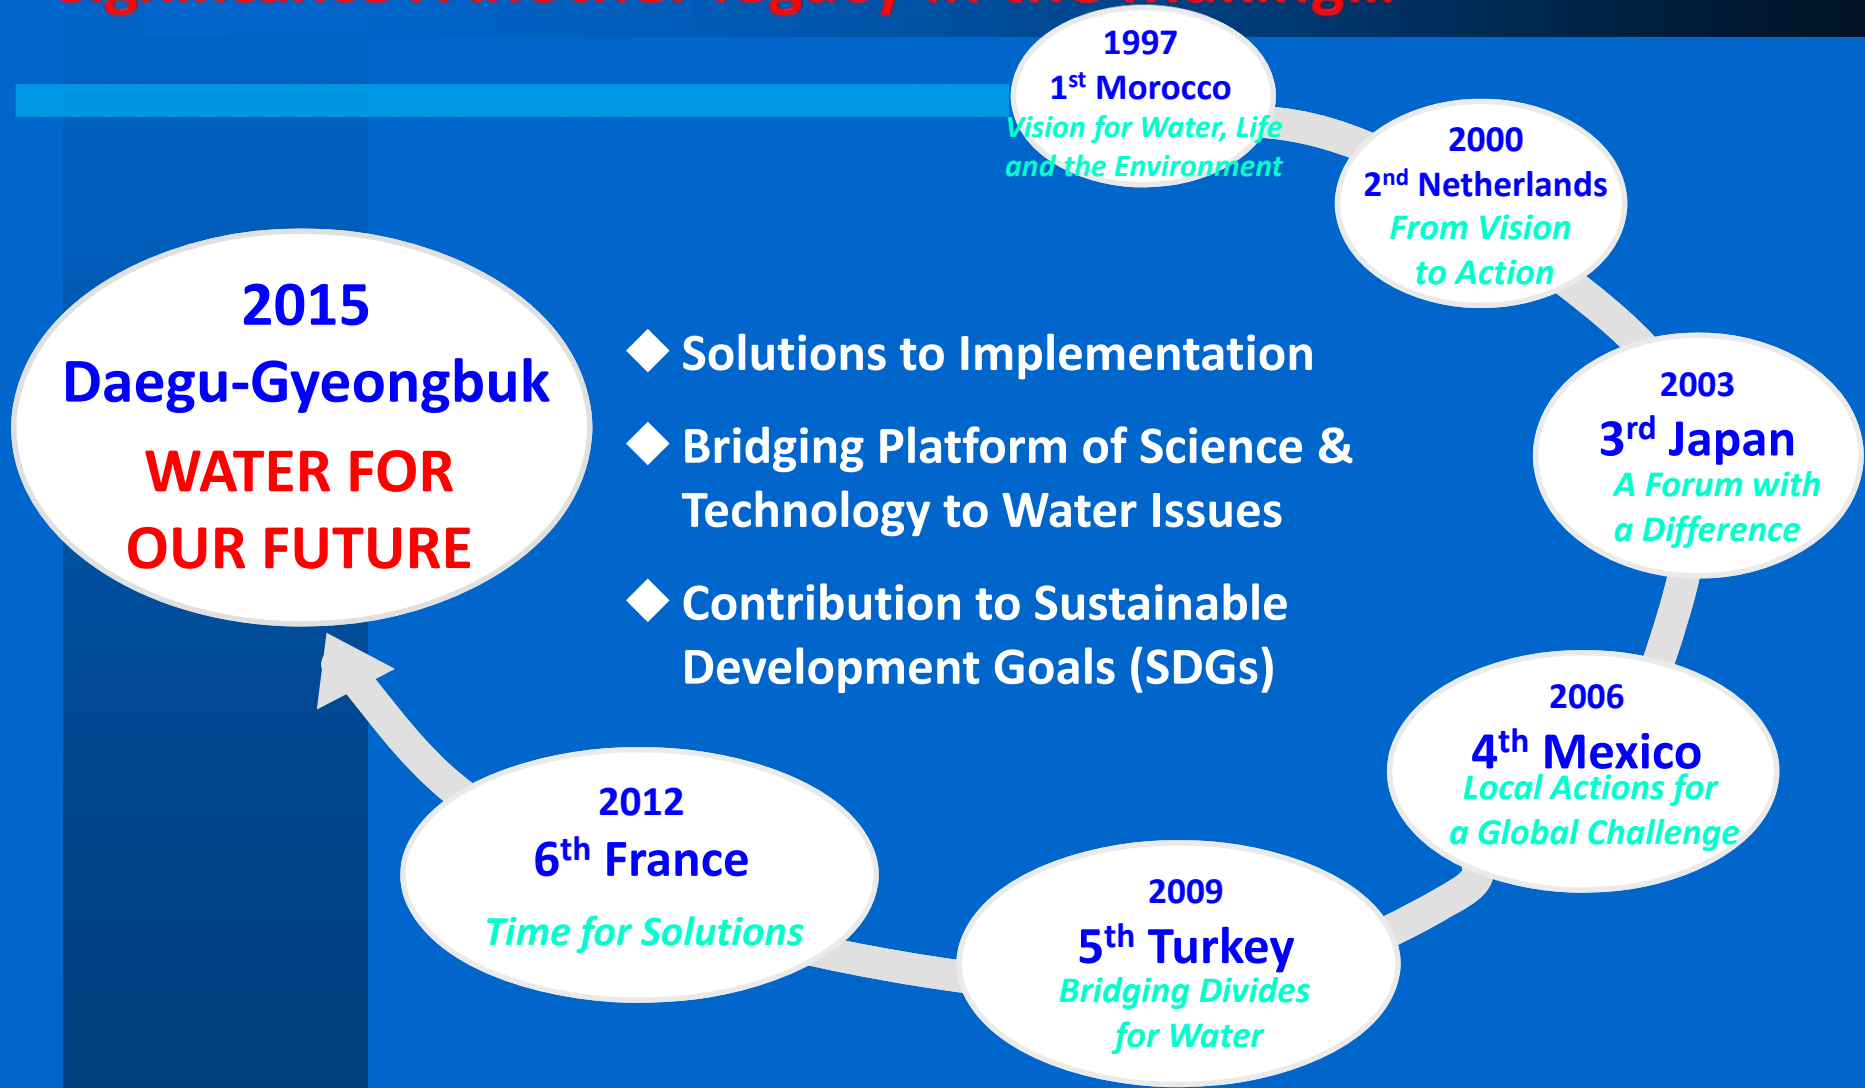 1997
1st Morocco
Vision for Water, Life
and the Environment
2000
2nd Netherlands
From Vision
to Action
2003
3rd Japan
A Forum with
a Difference
2006
4th Mexico
Local Actions for
a Global Challenge
2009
5th Turkey
Bridging Divides
for Water
2012
6th France
Time for Solutions
2015
Daegu-Gyeongbuk
WATER FOR
OUR FUTURE
◆ Solutions to Implementation
◆ Bridging Platform of Science &
Technology to Water Issues
◆ Contribution to Sustainable
Development Goals (SDGs)